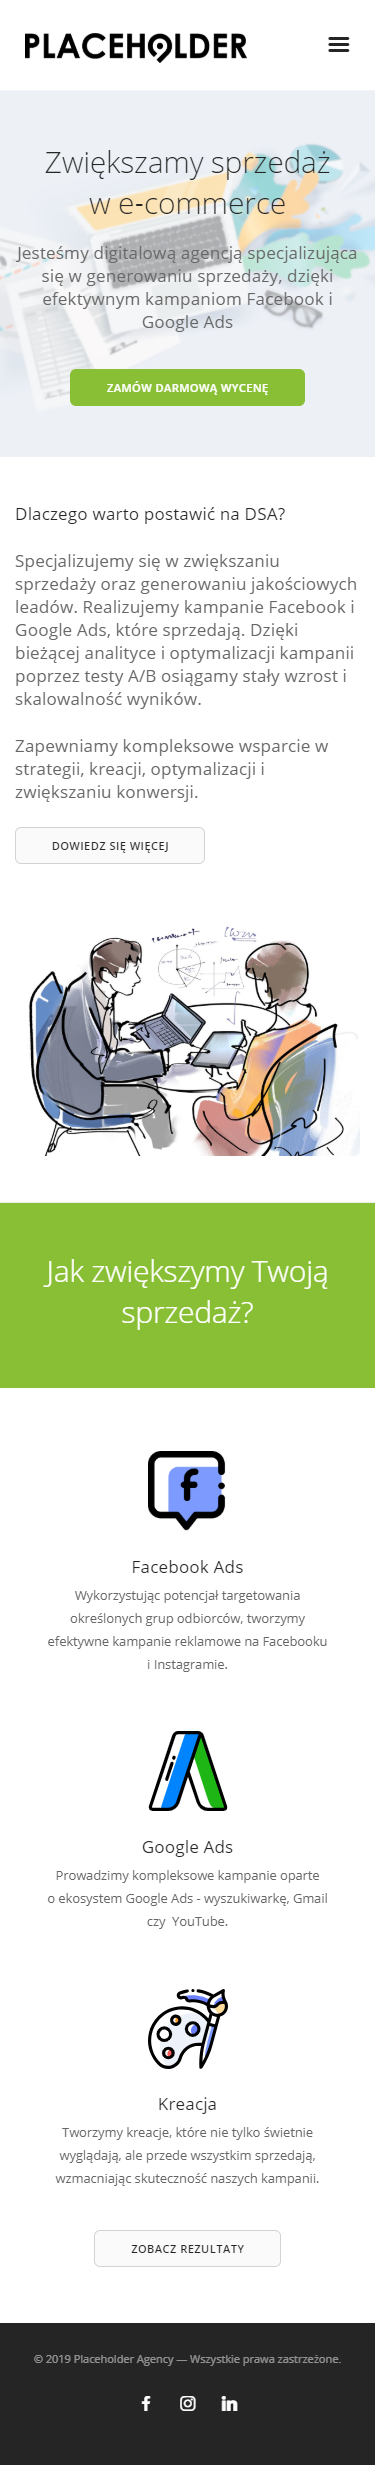 PLACEHOLDER
Zwiększamy sprzedaż
w e-commerce
Jesteśmy digitalową agencją specjalizująca
się w generowaniu sprzedaży, dzięki
efektywnym kampaniom Facebook i
Google Ads
ZAMÓW DARMOWĄ WYCENĘ
Dlaczego warto postawić na DSA?
Specjalizujemy się w zwiększaniu
sprzedaży oraz generowaniu jakościowych
leadów. Realizujemy kampanie Facebook i
Google Ads, które sprzedają. Dzięki
bieżącej analityce i optymalizacji kampanii
poprzez testy A/B osiągamy stały wzrost i
skalowalność wyników.
Zapewniamy kompleksowe wsparcie w
strategii, kreacji, optymalizacji i
zwiększaniu konwersji.
DOWIEDZ SIĘ WIĘCEJ
Jak zwiększymy Twoją
sprzedaż?
Facebook Ads
Wykorzystując potencjał targetowania
określonych grup odbiorców, tworzymy
efektywne kampanie reklamowe na Facebooku
i Instagramie.
Google Ads
Prowadzimy kompleksowe kampanie oparte
o ekosystem Google Ads - wyszukiwarkę, Gmail
czy YouTube.
Kreacja
Tworzymy kreacje, które nie tylko świetnie
wyglądają, ale przede wszystkim sprzedają,
wzmacniając skuteczność naszych kampanii.
ZOBACZ REZULTATY
© 2019 Placeholder Agency — Wszystkie prawa zastrzeżone.